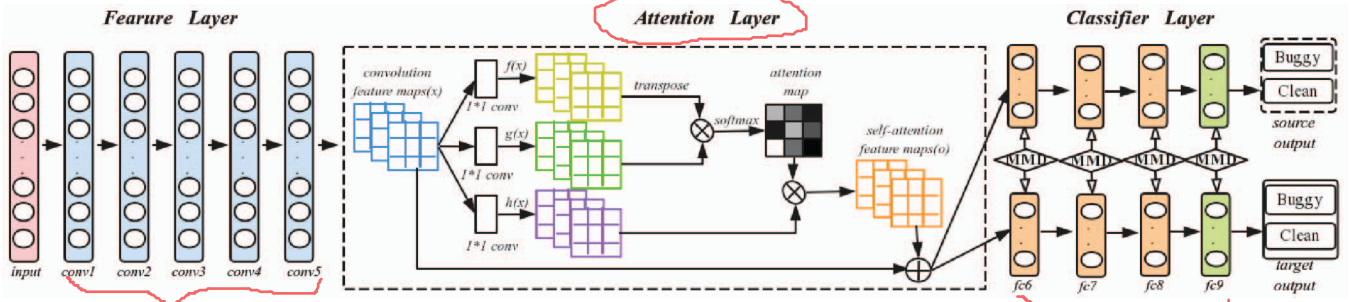 Fearure Layer
Attention Layer
Classifier Layer
input
conv1
conv2
conv3
conv4
conv5
convolution
feature maps(x)
1*1 conv
f(x)
1*1 conv
g(x)
1*1 conv
h(x)
transpose
softmax
attention
map
self-attention
feature maps(o)
MMD
MMD
MMD
MMD
fc6
fc7
fc8
fc9
Buggy
Clean
source
output
Buggy
Clean
target
output